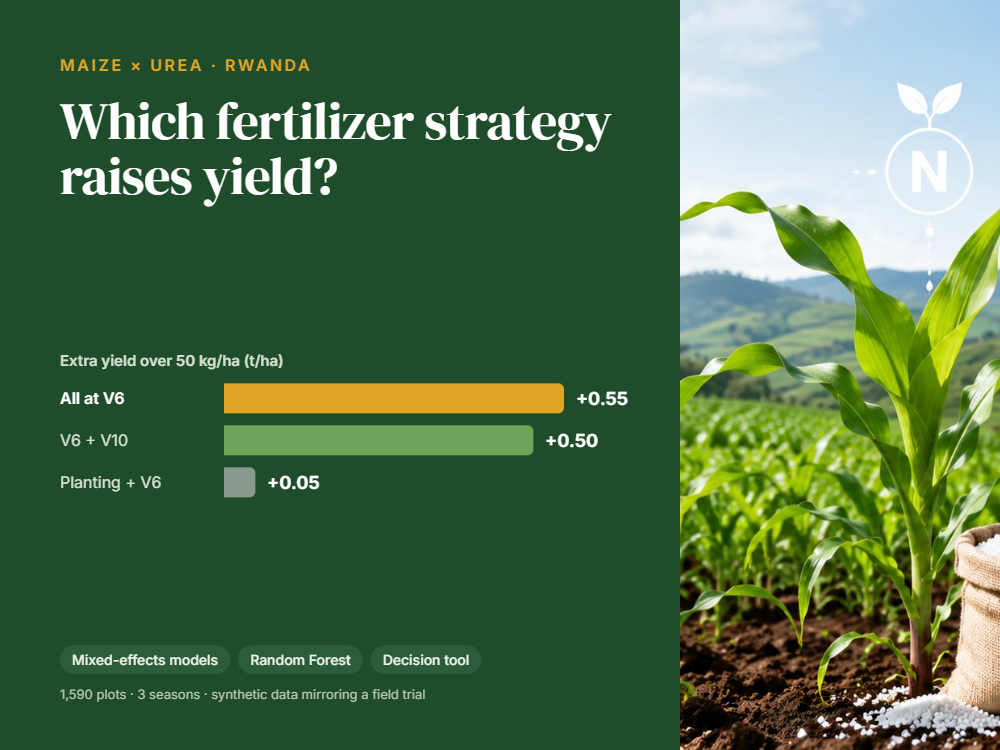 MAIZE × UREA · RWANDA
Which fertilizer strategy
raises yield?
N
Extra yield over 50 kg/ha (t/ha)
All at V6 +0.55
V6 + V10 +0.50
Planting + V6 +0.05
Mixed-effects models Random Forest Decision tool
1,590 plots · 3 seasons · synthetic data mirroring a field trial